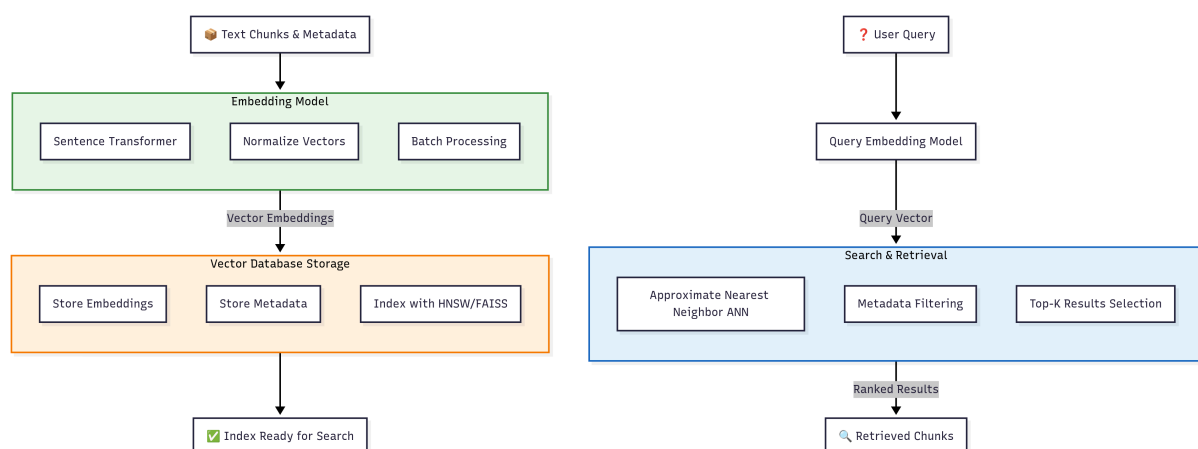 📦 Text Chunks & Metadata
Embedding Model
Sentence Transformer
Normalize Vectors
Batch Processing
Vector Embeddings
Vector Database Storage
Store Embeddings
Store Metadata
Index with HNSW/FAISS
✅ Index Ready for Search
❓ User Query
Query Embedding Model
Query Vector
Search & Retrieval
Approximate Nearest
Neighbor ANN
Metadata Filtering
Top-K Results Selection
Ranked Results
🔍 Retrieved Chunks